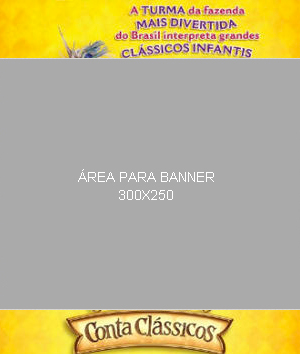 A TURMA da fazenda
MAIS DIVERTIDA
do Brasil interpreta grandes
CLÁSSICOS INFANTIS
ÁREA PARA BANNER
300X250
Conta Clássicos